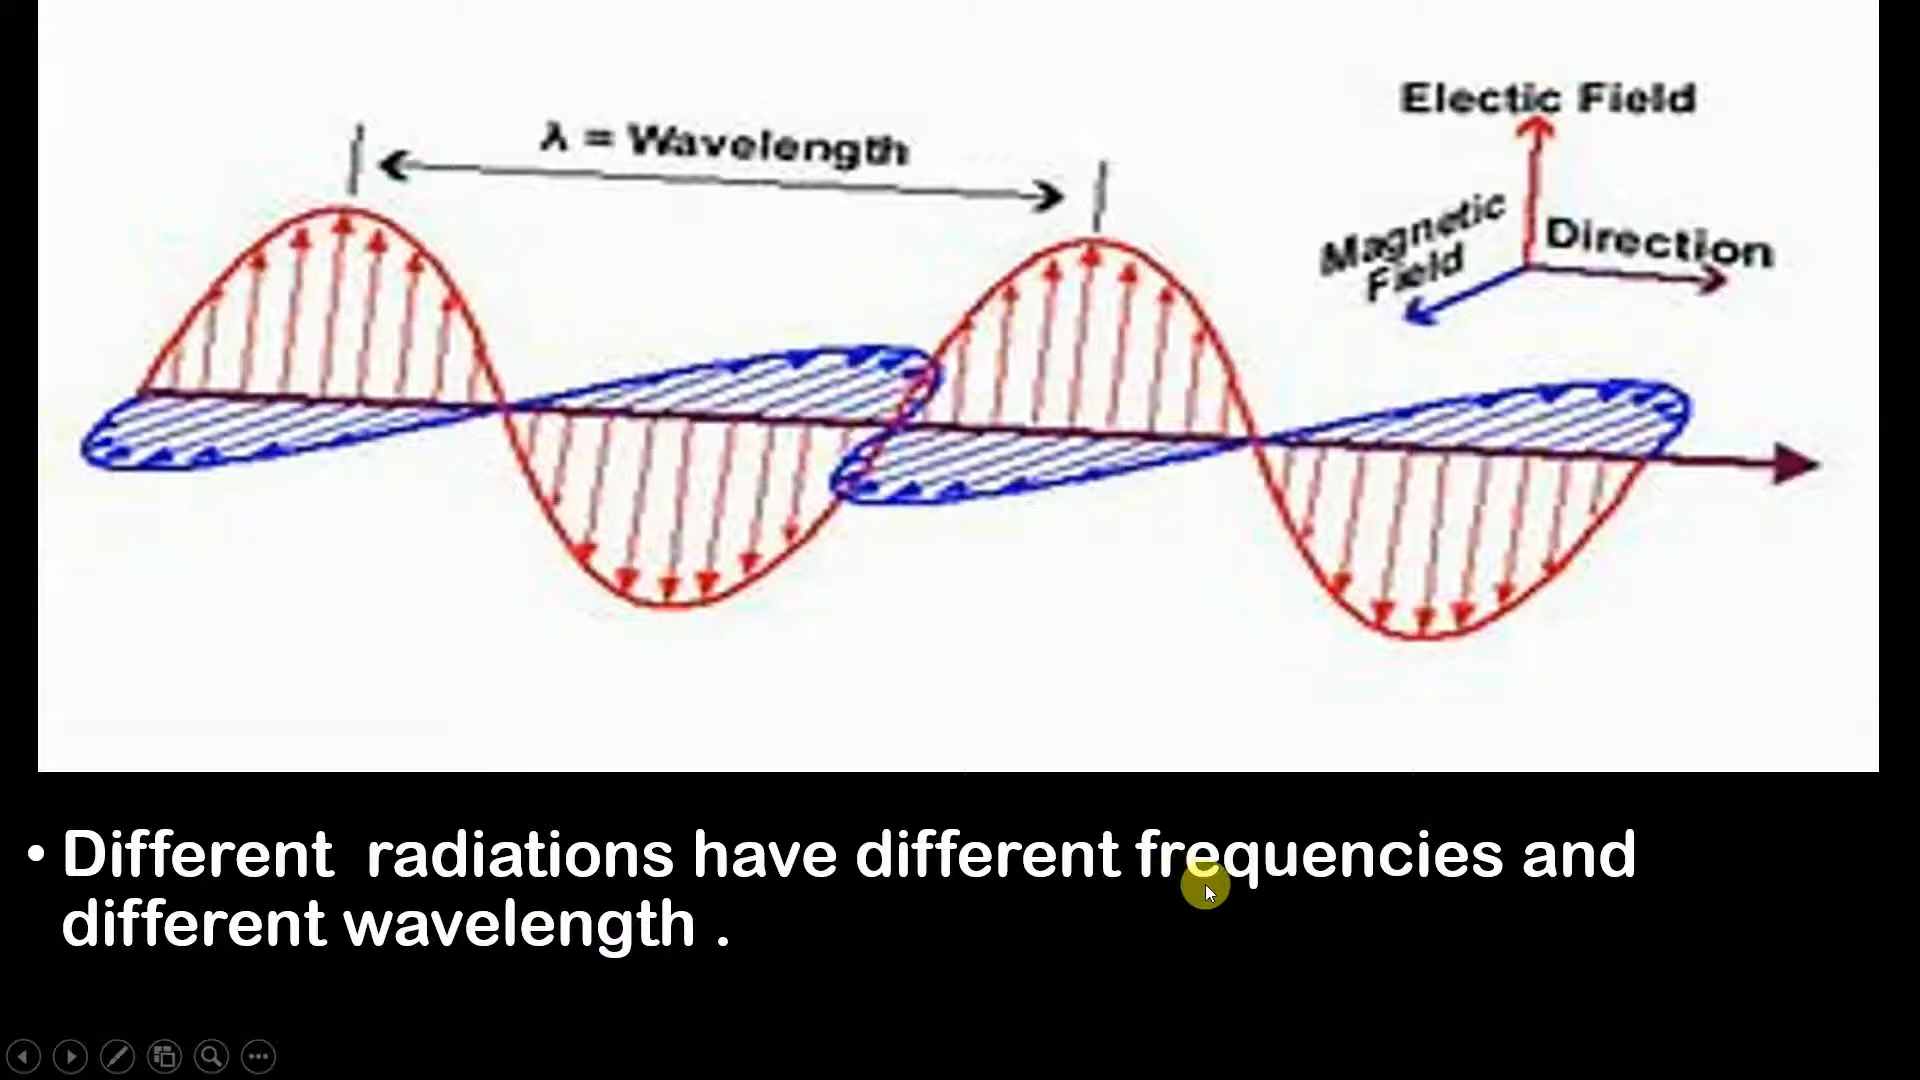 Electic Field
λ = Wavelength
Magnetic
Field
Direction
• Different  radiations have different frequencies and
different wavelength .